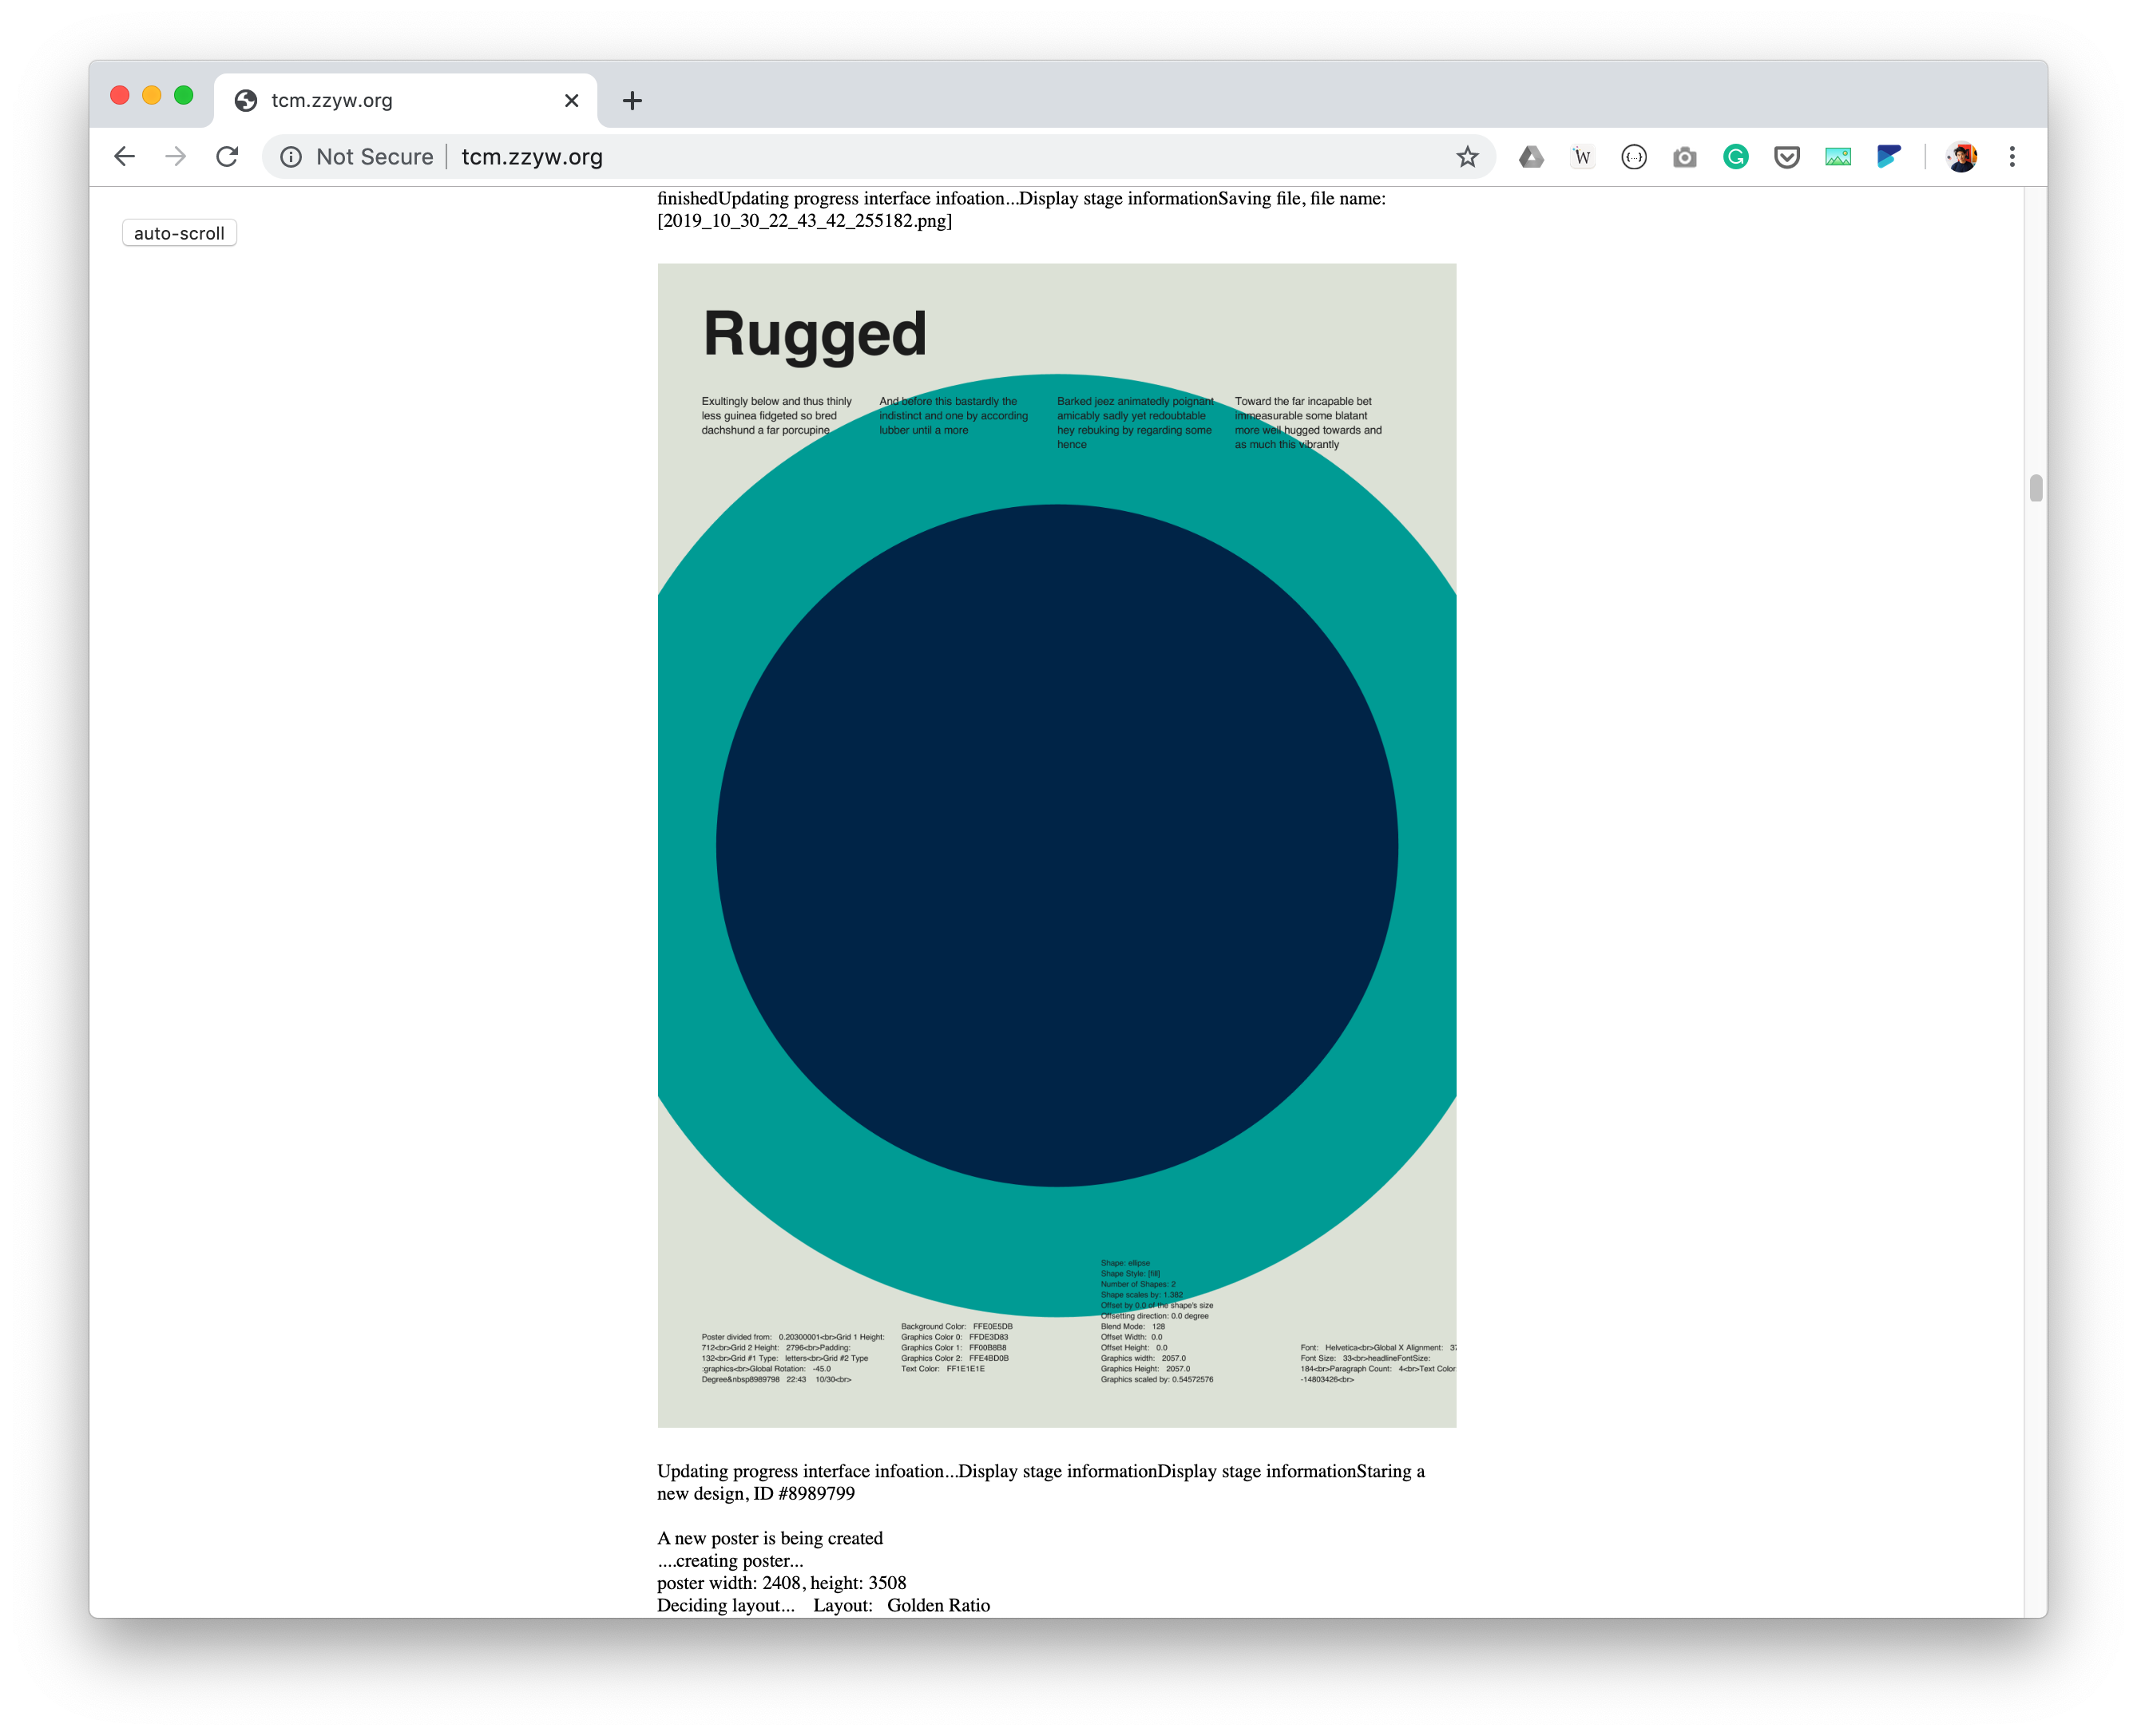 tcm.zzyw.org
Not Secure | tcm.zzyw.org
auto-scroll
finishedUpdating progress interface infoation...Display stage informationSaving file, file name:
[2019_10_30_22_43_42_255182.png]
Rugged
Exultingly below and thus thinly
less guinea fidgeted so bred
dachshund a far porcupine
And before this bastardly the
indistinct and one by according
lubber until a more
Barked jeez animatedly poignant
amicably sadly yet redoubtable
hey rebuking by regarding some
hence
Toward the far incapable bet
immeasurable some blatant
more well hugged towards and
as much this vibrantly
Poster divided from: 0.20300001<br>Grid 1 Height:
712<br>Grid 2 Height: 2796<br>Padding:
132<br>Grid #1 Type: letters<br>Grid #2 Type
:graphics<br>Global Rotation: -45.0
Degree&nbsp8989798 22:43 10/30<br>
Background Color: FFE0E5DB
Graphics Color 0: FFDE3D83
Graphics Color 1: FF00B8B8
Graphics Color 2: FFE4BD0B
Text Color: FF1E1E1E
Shape: ellipse
Shape Style: [fill]
Number of Shapes: 2
Shape scales by: 1.382
Offset by 0.0 of the shape's size
Offsetting direction: 0.0 degree
Blend Mode: 128
Offset Width: 0.0
Offset Height: 0.0
Graphics width: 2057.0
Graphics Height: 2057.0
Graphics scaled by: 0.54572576
Font: Helvetica<br>Global X Alignment: 37
Font Size: 33<br>headlineFontSize:
184<br>Paragraph Count: 4<br>Text Color
-14803426<br>
Updating progress interface infoation...Display stage informationDisplay stage informationStaring a
new design, ID #8989799
A new poster is being created
....creating poster...
poster width: 2408, height: 3508
Deciding layout... Layout: Golden Ratio